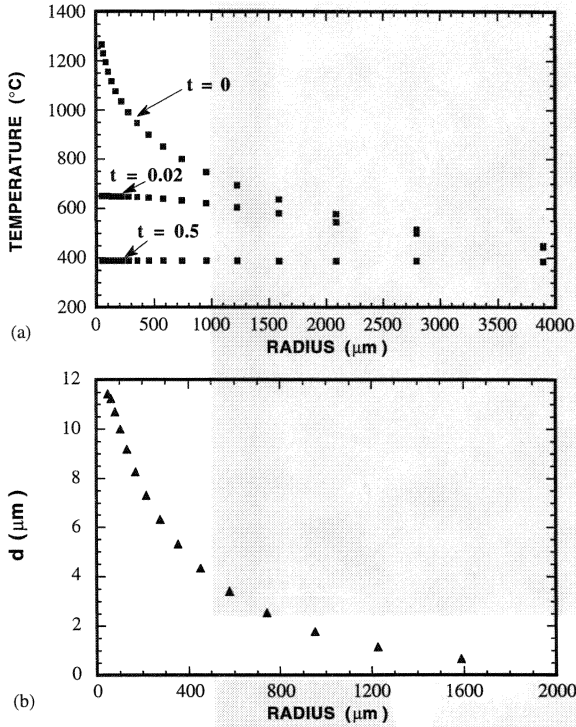 1400
1200
1000
800
600
400
200
TEMPERATURE (°C)
t = 0
t = 0.02
t = 0.5
0 500 1000 1500 2000 2500 3000 3500 4000
RADIUS (μm)
(a)
12
10
8
6
4
2
0
d (μm)
0 400 800 1200 1600 2000
RADIUS (μm)
(b)